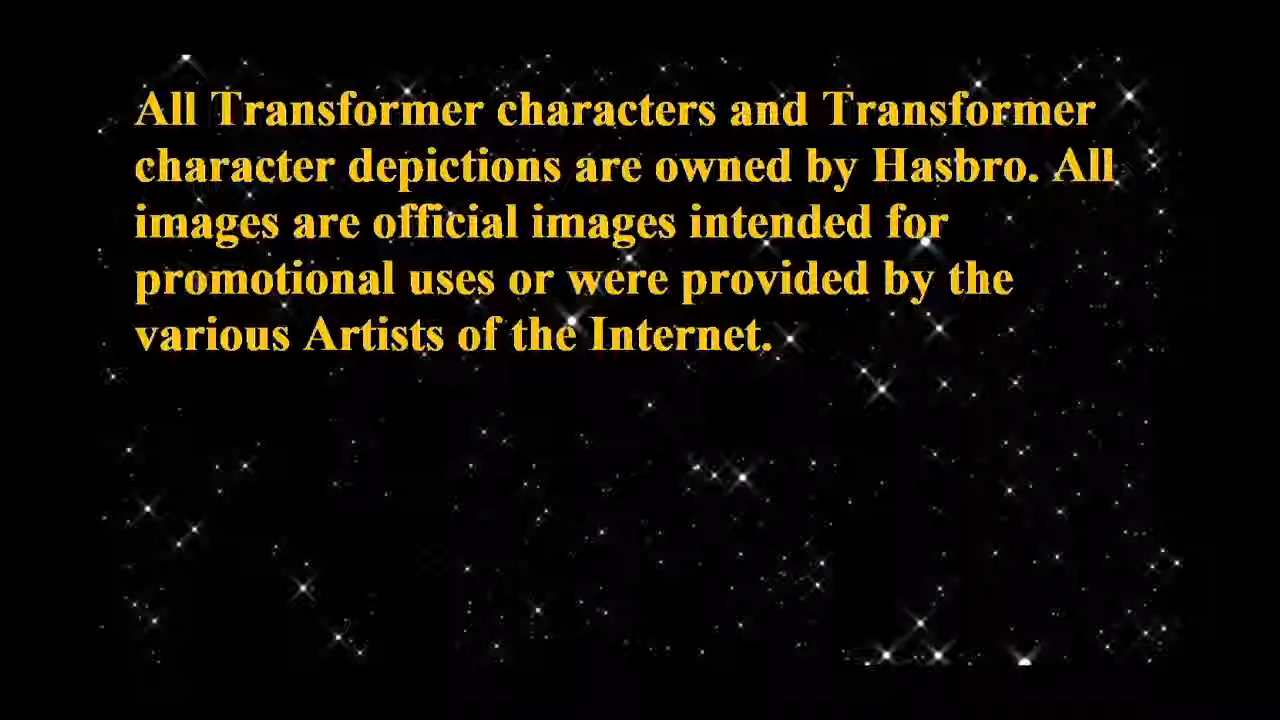 All Transformer characters and Transformer
character depictions are owned by Hasbro. All
images are official images intended for
promotional uses or were provided by the
various Artists of the Internet.